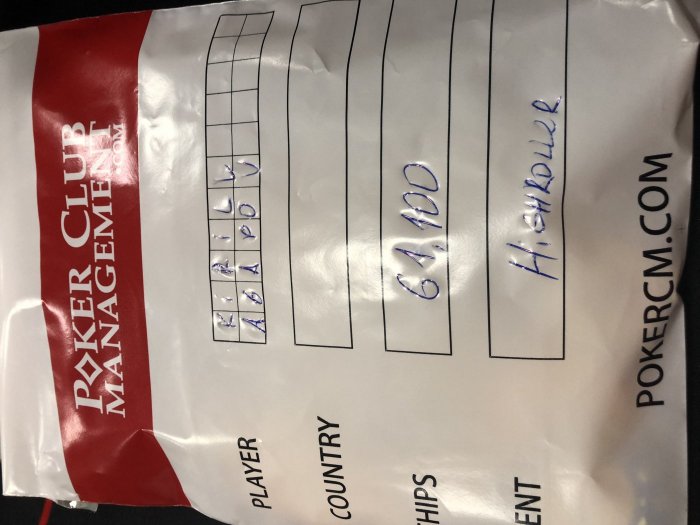 POKER CLUB
MANAGEMENT
.COM
PLAYER KiRiLL
COUNTRY
HIPS 61,100
ENT HiGHROLLER
POKERCM.COM